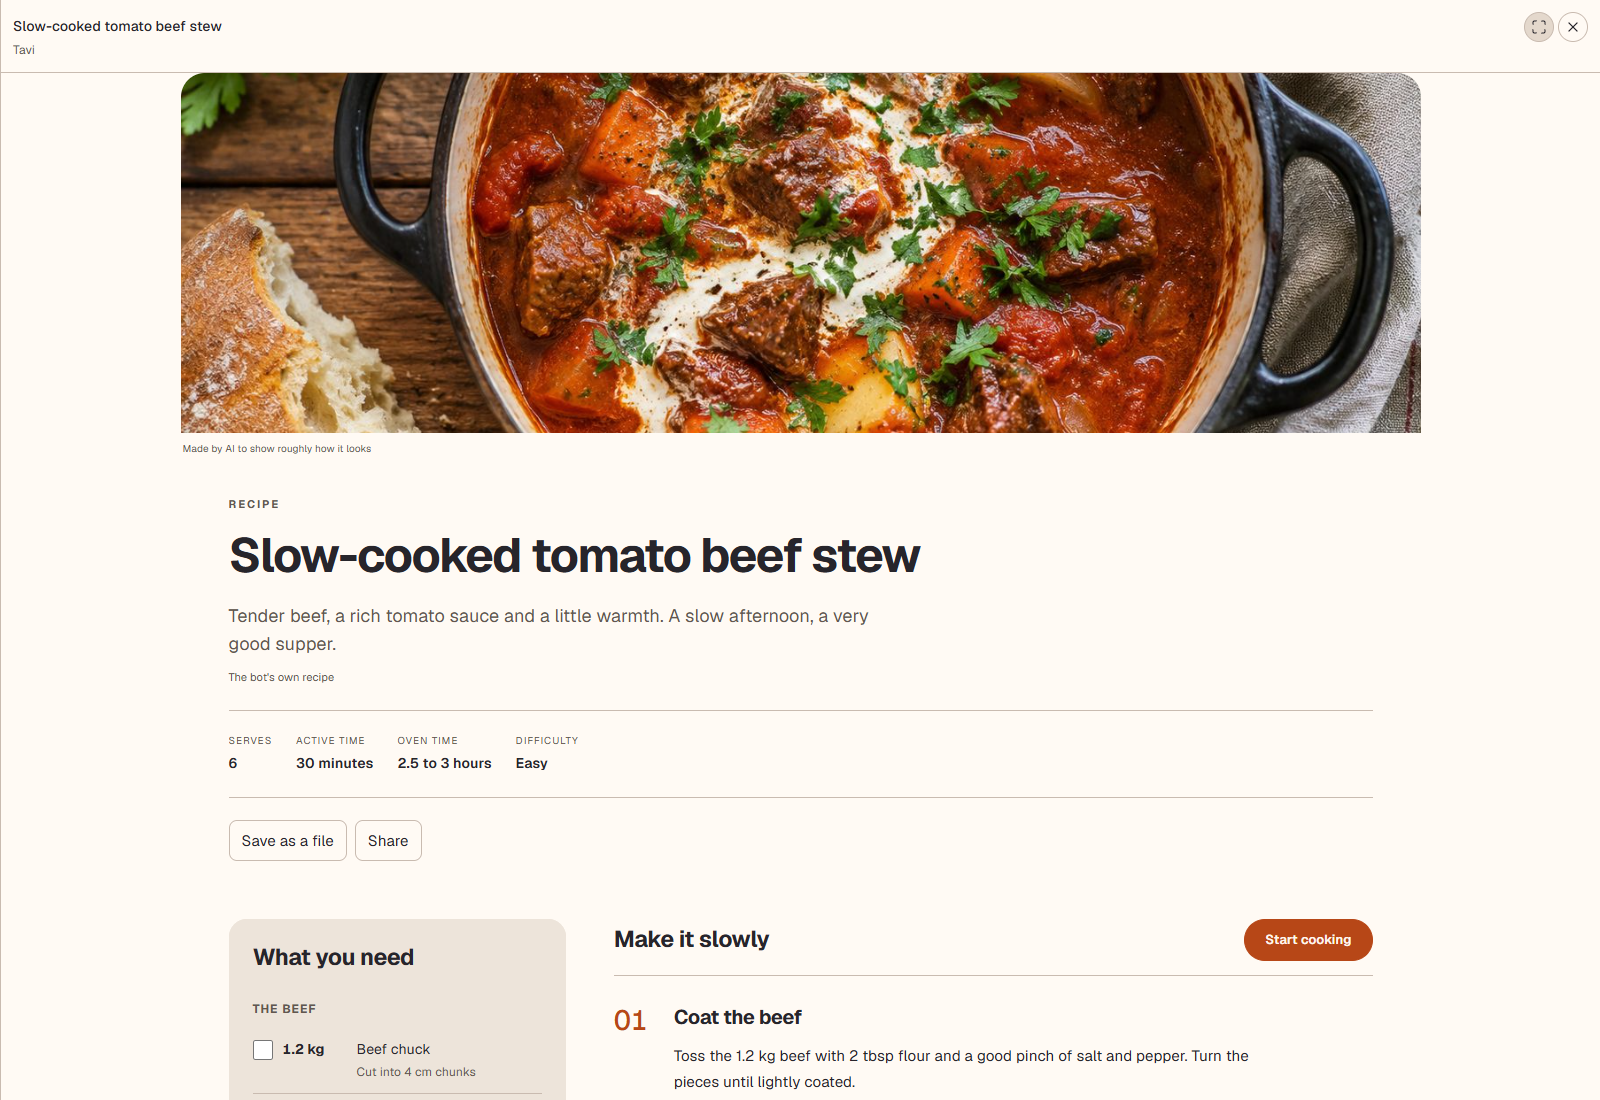 Slow-cooked tomato beef stew
Tavi
Made by AI to show roughly how it looks
RECIPE
Slow-cooked tomato beef stew
Tender beef, a rich tomato sauce and a little warmth. A slow afternoon, a very
good supper.
The bot's own recipe
SERVES
6
ACTIVE TIME
30 minutes
OVEN TIME
2.5 to 3 hours
DIFFICULTY
Easy
Save as a file
Share
What you need
THE BEEF
1.2 kg
Beef chuck
Cut into 4 cm chunks
Make it slowly
Start cooking
01
Coat the beef
Toss the 1.2 kg beef with 2 tbsp flour and a good pinch of salt and pepper. Turn the
pieces until lightly coated.